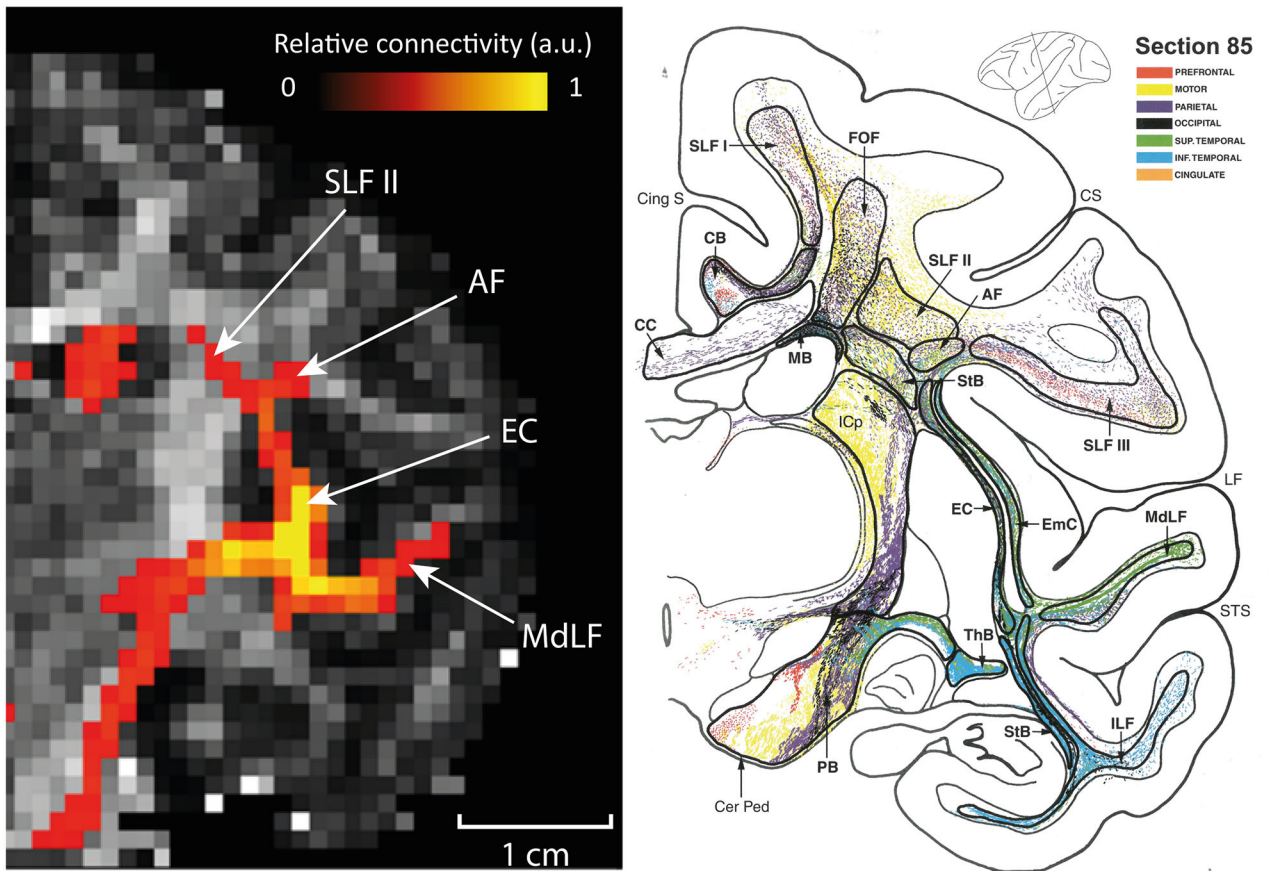 Relative connectivity (a.u.)
0
1
SLF II
AF
EC
MdLF
1 cm
Section 85
PREFRONTAL
MOTOR
PARIETAL
OCCIPITAL
SUP. TEMPORAL
INF. TEMPORAL
CINGULATE
SLF I
FOF
Cing S
CS
CB
SLF II
AF
CC
MB
StB
ICp
SLF III
LF
EC
EmC
MdLF
STS
ThB
StB
ILF
PB
Cer Ped